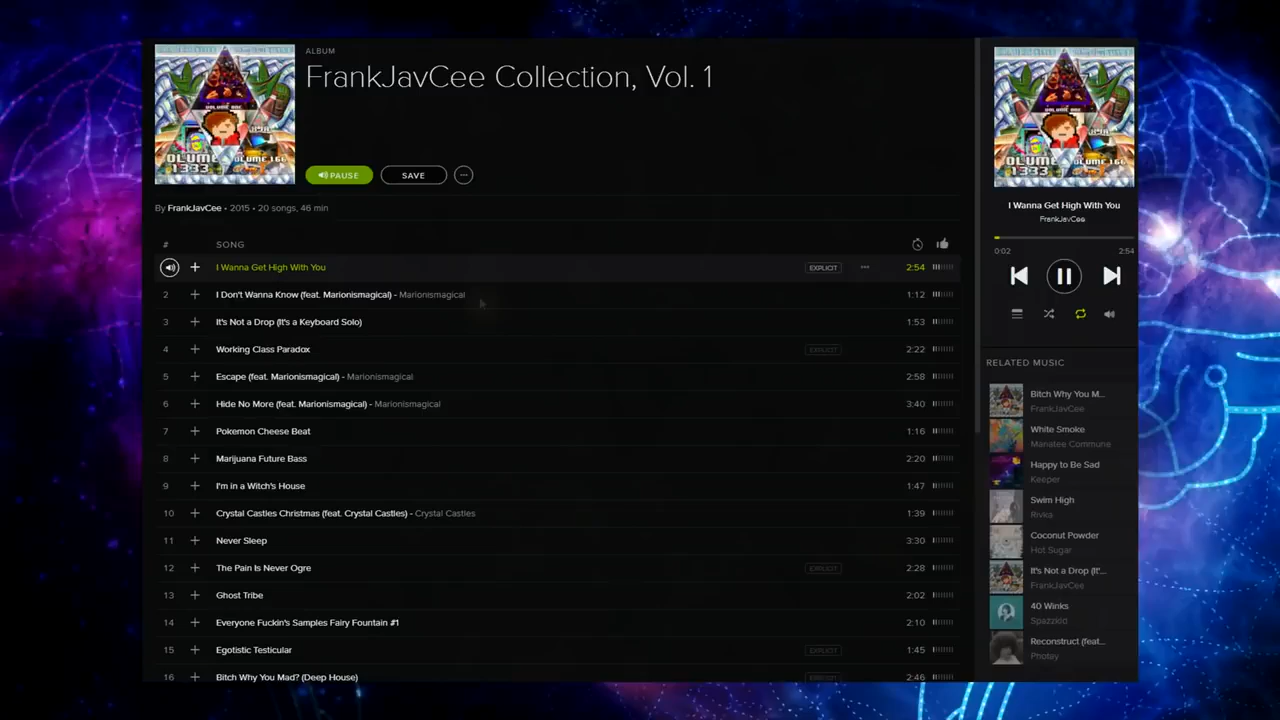 ALBUM
FrankJavCee Collection, Vol. 1
PAUSE
SAVE
By FrankJavCee • 2015 • 20 songs, 46 min
# SONG
I Wanna Get High With You EXPLICIT 2:54
2 I Don't Wanna Know (feat. Marionismagical) - Marionismagical 1:12
3 It's Not a Drop (It's a Keyboard Solo) 1:53
4 Working Class Paradox EXPLICIT 2:22
5 Escape (feat. Marionismagical) - Marionismagical 2:58
6 Hide No More (feat. Marionismagical) - Marionismagical 3:40
7 Pokemon Cheese Beat 1:16
8 Marijuana Future Bass 2:20
9 I'm in a Witch's House 1:47
10 Crystal Castles Christmas (feat. Crystal Castles) - Crystal Castles 1:39
11 Never Sleep 3:30
12 The Pain Is Never Ogre EXPLICIT 2:28
13 Ghost Tribe 2:02
14 Everyone Fuckin's Samples Fairy Fountain #1 2:10
15 Egotistic Testicular EXPLICIT 1:45
16 Bitch Why You Mad? (Deep House) 2:46
VOLUME ONE
OLUME
1333
I Wanna Get High With You
FrankJavCee
0:02 2:54
RELATED MUSIC
Bitch Why You M...
FrankJavCee
White Smoke
Manatee Commune
Happy to Be Sad
Keeper
Swim High
Rivka
Coconut Powder
Hot Sugar
It's Not a Drop (It'...
FrankJavCee
40 Winks
Spazzkid
Reconstruct (feat...
Photay